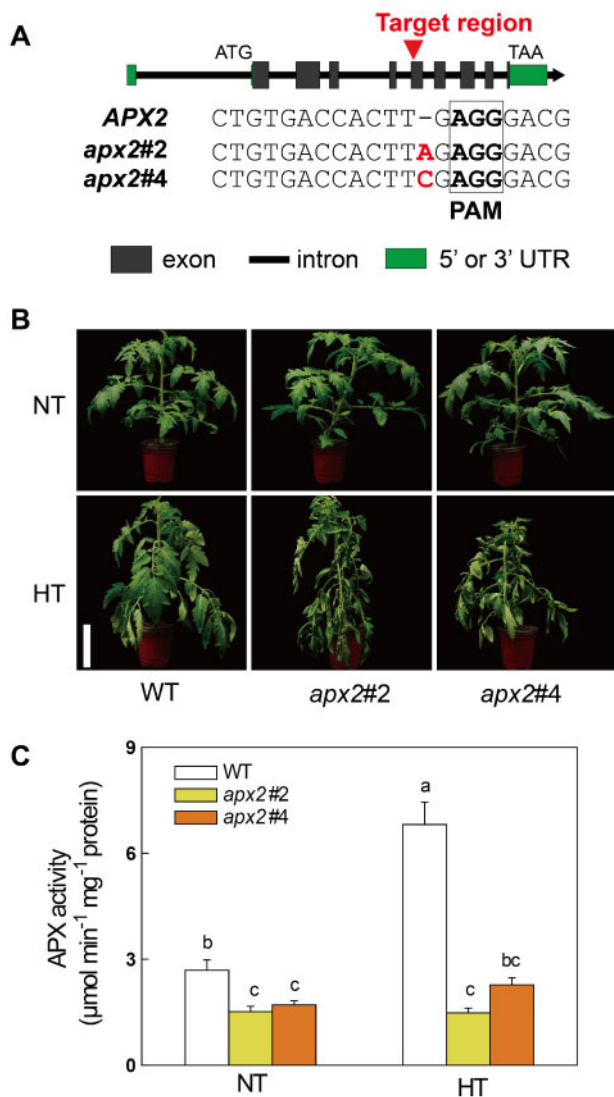 A
Target region
ATG
TAA
APX2 CTGTGACCACTT-GAGGGACG
apx2#2 CTGTGACCACTTAGAGGGACG
apx2#4 CTGTGACCACTTCGAGGGACG
PAM
exon intron 5' or 3' UTR
B
NT
HT
WT apx2#2 apx2#4
C
APX activity
(µmol min⁻¹ mg⁻¹ protein)
9
6
3
0
WT
apx2#2
apx2#4
b
c
c
a
c
bc
NT HT